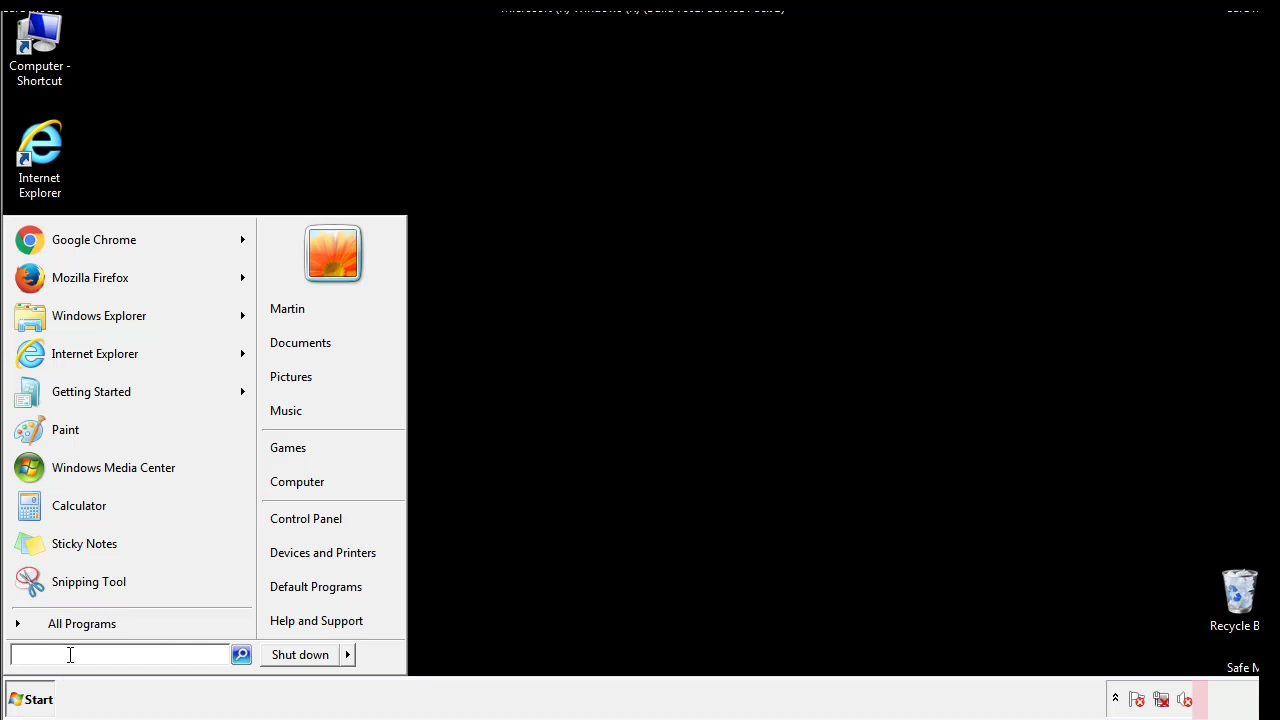 Computer -
Shortcut
Internet
Explorer
Google Chrome
Mozilla Firefox
Windows Explorer
Internet Explorer
Getting Started
Paint
Windows Media Center
Calculator
Sticky Notes
Snipping Tool
All Programs
Martin
Documents
Pictures
Music
Games
Computer
Control Panel
Devices and Printers
Default Programs
Help and Support
Shut down
Recycle B
Safe M
Start